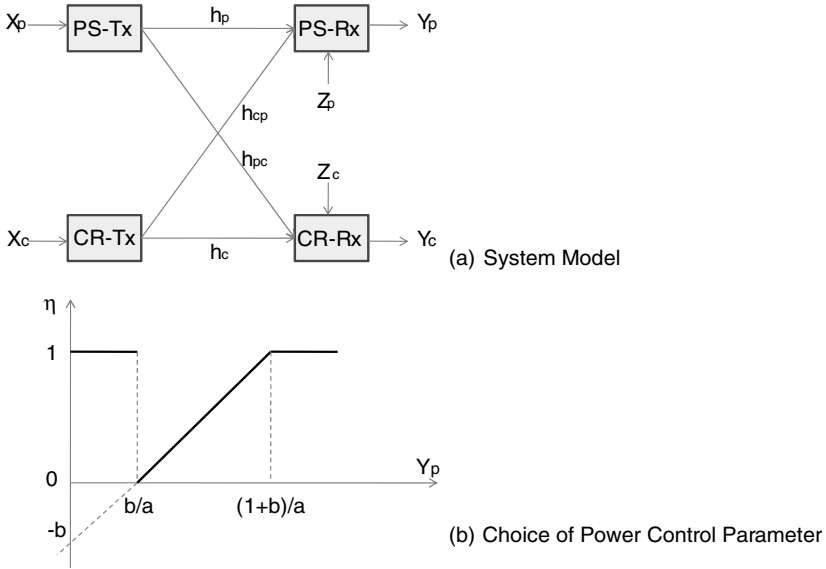 Xp PS-Tx hp PS-Rx Yp
Zp
hcp
hpc
Zc
Xc CR-Tx hc CR-Rx Yc
(a) System Model
η
1
0
-b
b/a (1+b)/a Yp
(b) Choice of Power Control Parameter